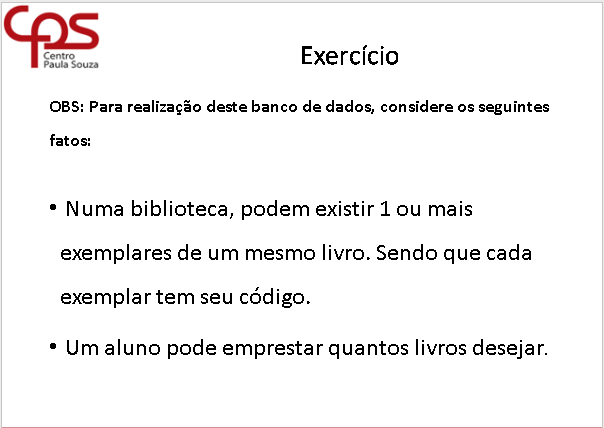 cps
Centro
Paula Souza
Exercício
OBS: Para realização deste banco de dados, considere os seguintes
fatos:
• Numa biblioteca, podem existir 1 ou mais
exemplares de um mesmo livro. Sendo que cada
exemplar tem seu código.
• Um aluno pode emprestar quantos livros desejar.